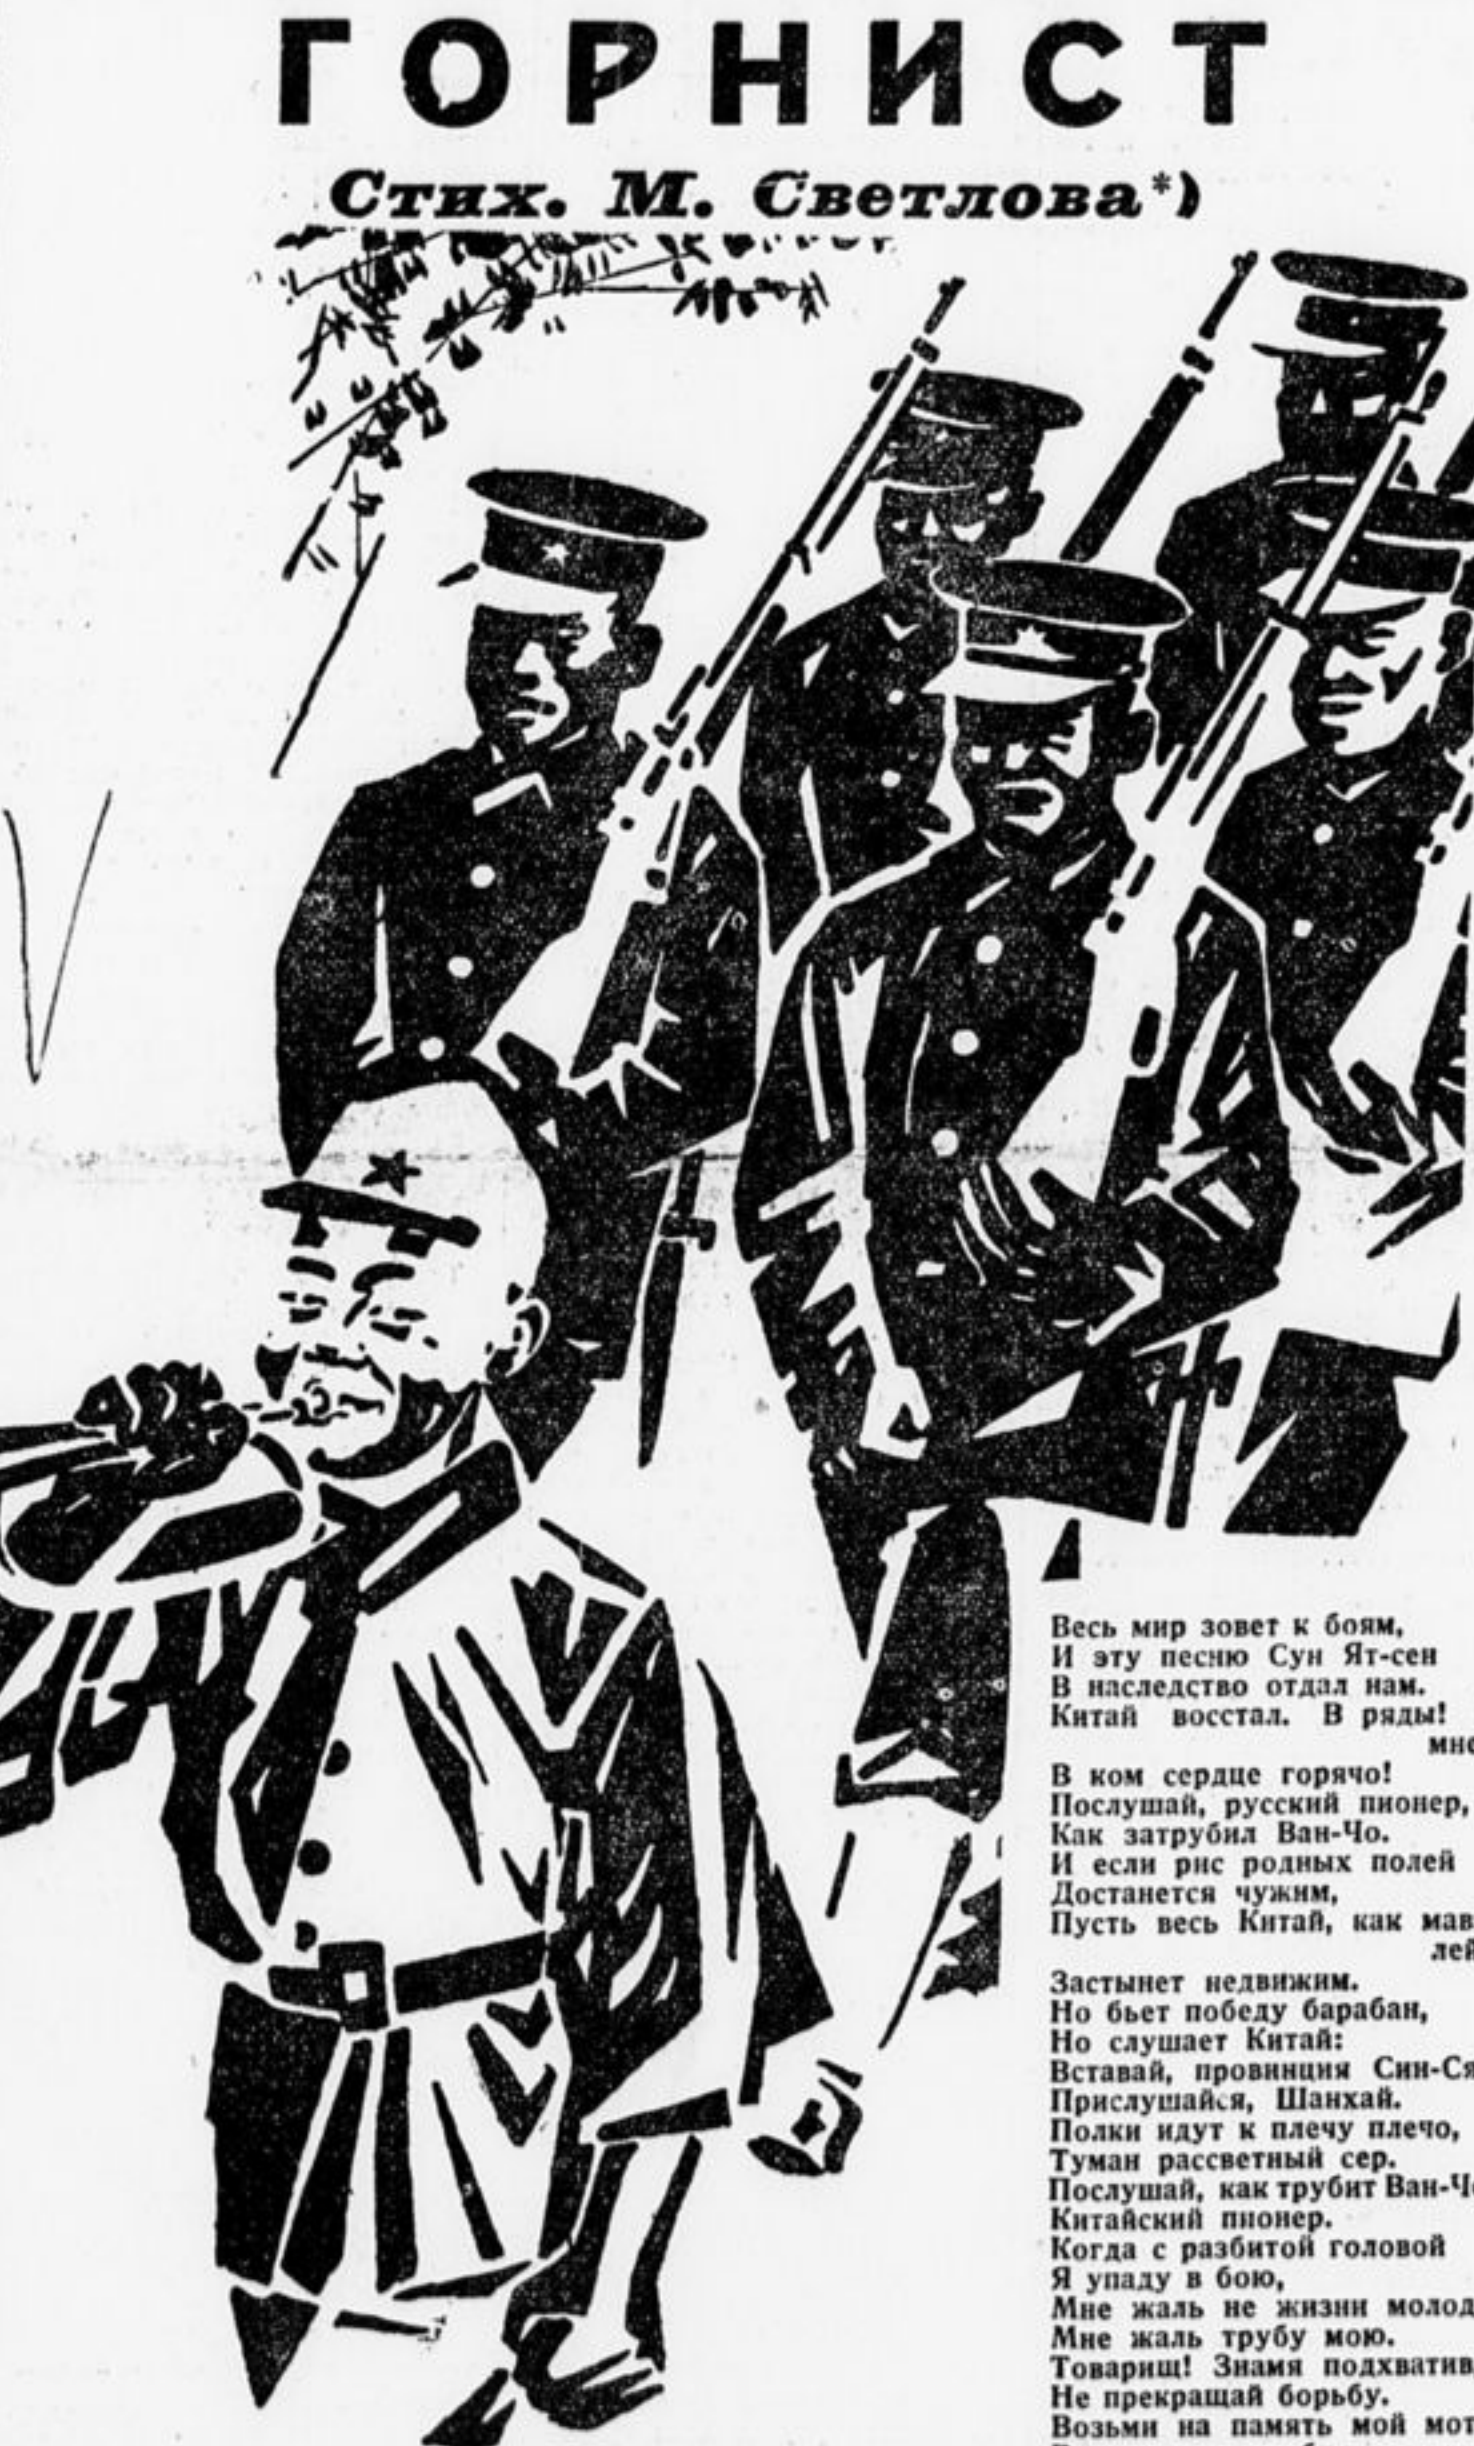 ГОРНИСТ
Стих. М. Светлова*)
Весь мир зовет к боям,
И эту песню Сун Ят-сен
В наследство отдал нам.
Китай восстал. В ряды!
В ком сердце горячо!
Послушай, русский пионер,
Как затрубил Ван-Чо.
И если рис родных полей
Достанется чужим,
Пусть весь Китай, как
Застынет недвижим.
Но бьет победу барабан,
Но слушает Китай:
Вставай, провинция
Прислушайся, Шанхай.
Полки идут к плечу плечо,
Туман рассветный сер.
Послушай, как трубит
Китайский пионер.
Когда с разбитой головой
Я упаду в бою,
Мне жаль не жизни
Мне жаль трубу мою.
Товарищ! Знамя подхватив,
Не прекращай борьбу.
Возьми на память мой